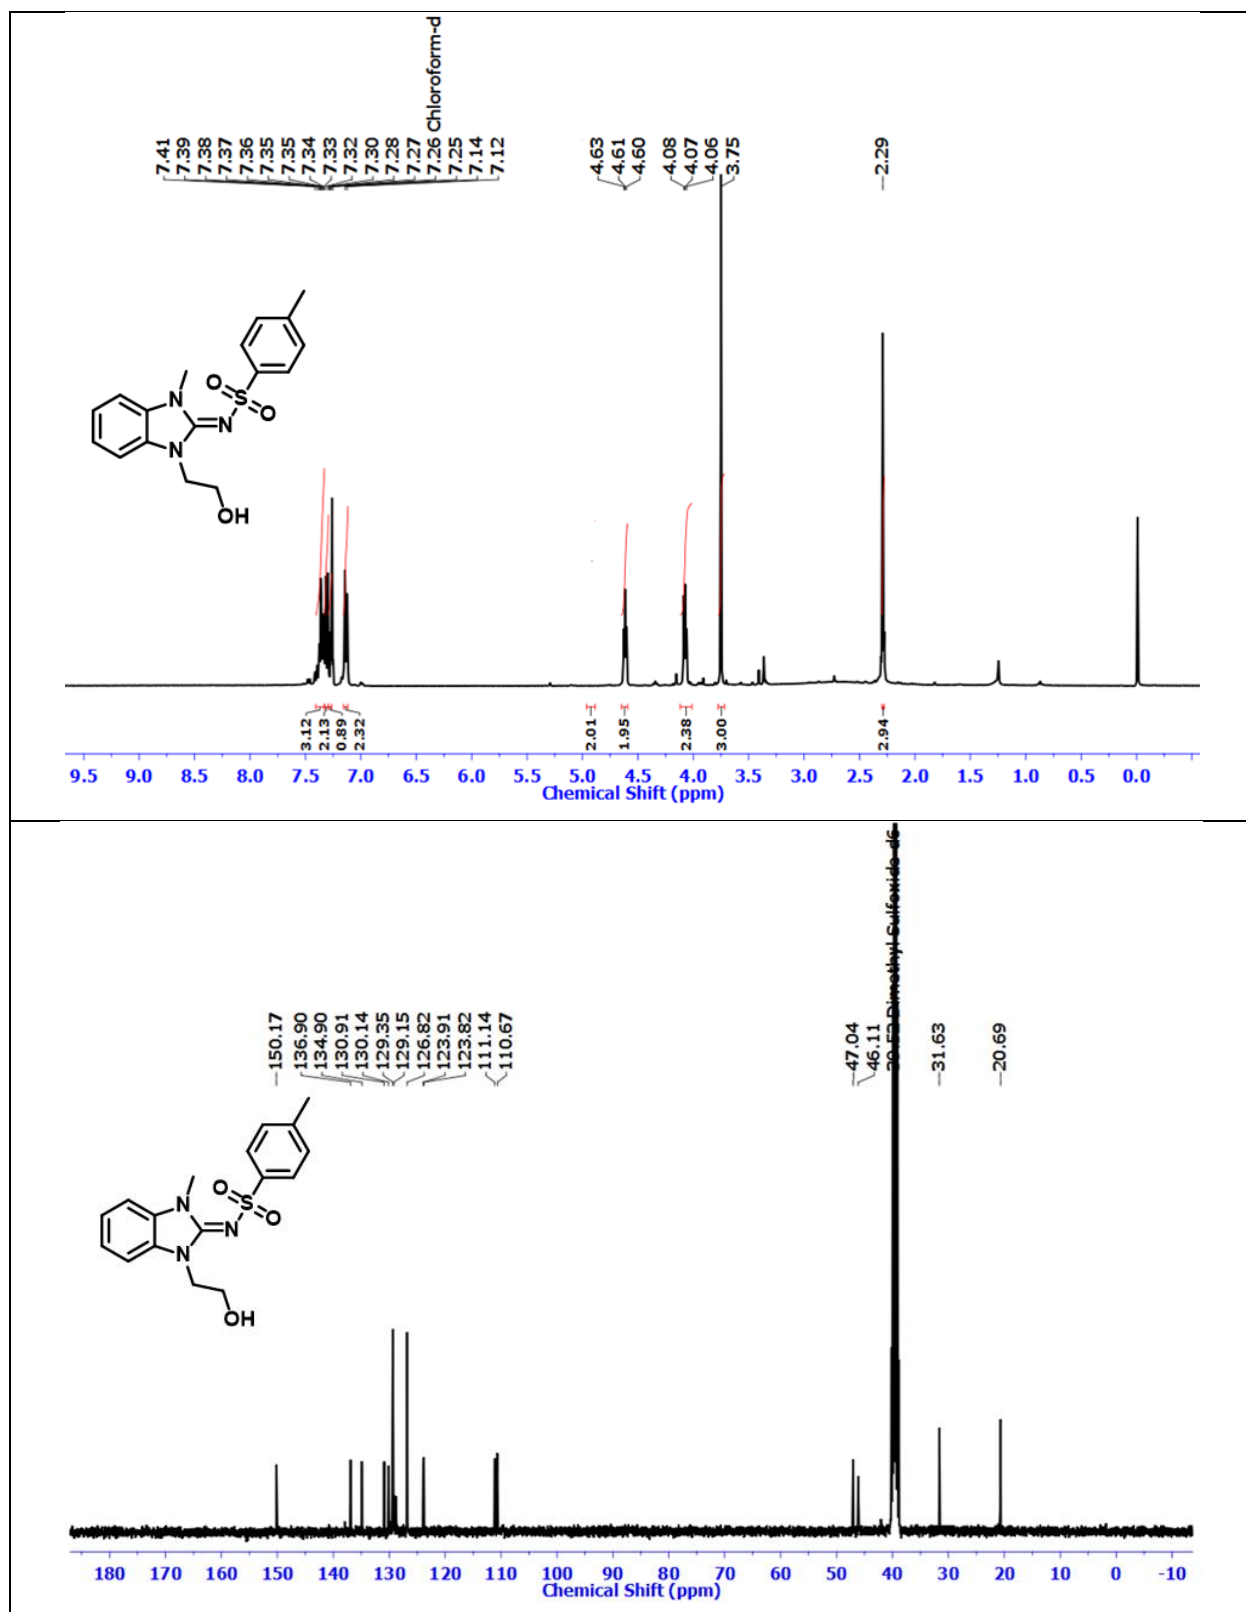 7.41
7.39
7.38
7.37
7.36
7.35
7.35
7.34
7.33
7.32
7.30
7.28
7.27
7.26 Chloroform-d
7.25
7.14
7.12
4.63
4.61
4.60
4.08
4.07
4.06
3.75
2.29
N
N
N
S
O
O
OH
3.12
2.13
0.89
2.32
2.01
1.95
2.38
3.00
2.94
9.5 9.0 8.5 8.0 7.5 7.0 6.5 6.0 5.5 5.0 4.5 4.0 3.5 3.0 2.5 2.0 1.5 1.0 0.5 0.0
Chemical Shift (ppm)
150.17
136.90
134.90
130.91
130.14
129.35
129.15
126.82
123.91
123.82
111.14
110.67
47.04
46.11
39.52 Dimethyl Sulfoxide-d6
31.63
20.69
N
N
N
S
O
O
OH
180 170 160 150 140 130 120 110 100 90 80 70 60 50 40 30 20 10 0 -10
Chemical Shift (ppm)